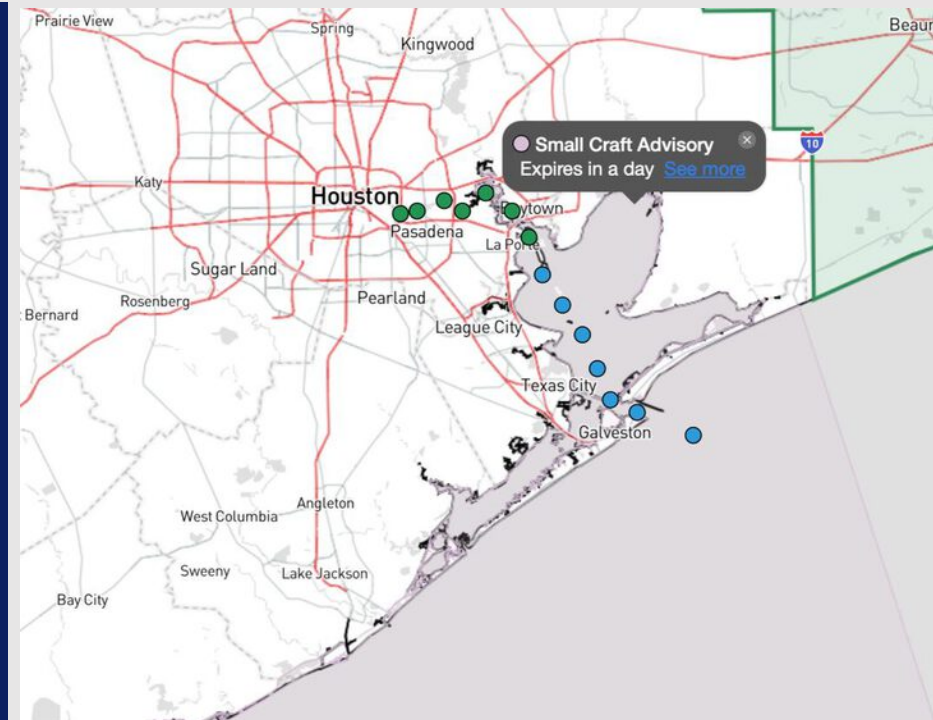 Prairie View
Spring
Kingwood
Beaum
Small Craft Advisory
Expires in a day See more
10
Katy
Houston
Baytown
Pasadena
La Porte
Sugar Land
Rosenberg
Pearland
Bernard
League City
Texas City
Galveston
Angleton
West Columbia
Sweeny
Lake Jackson
Bay City